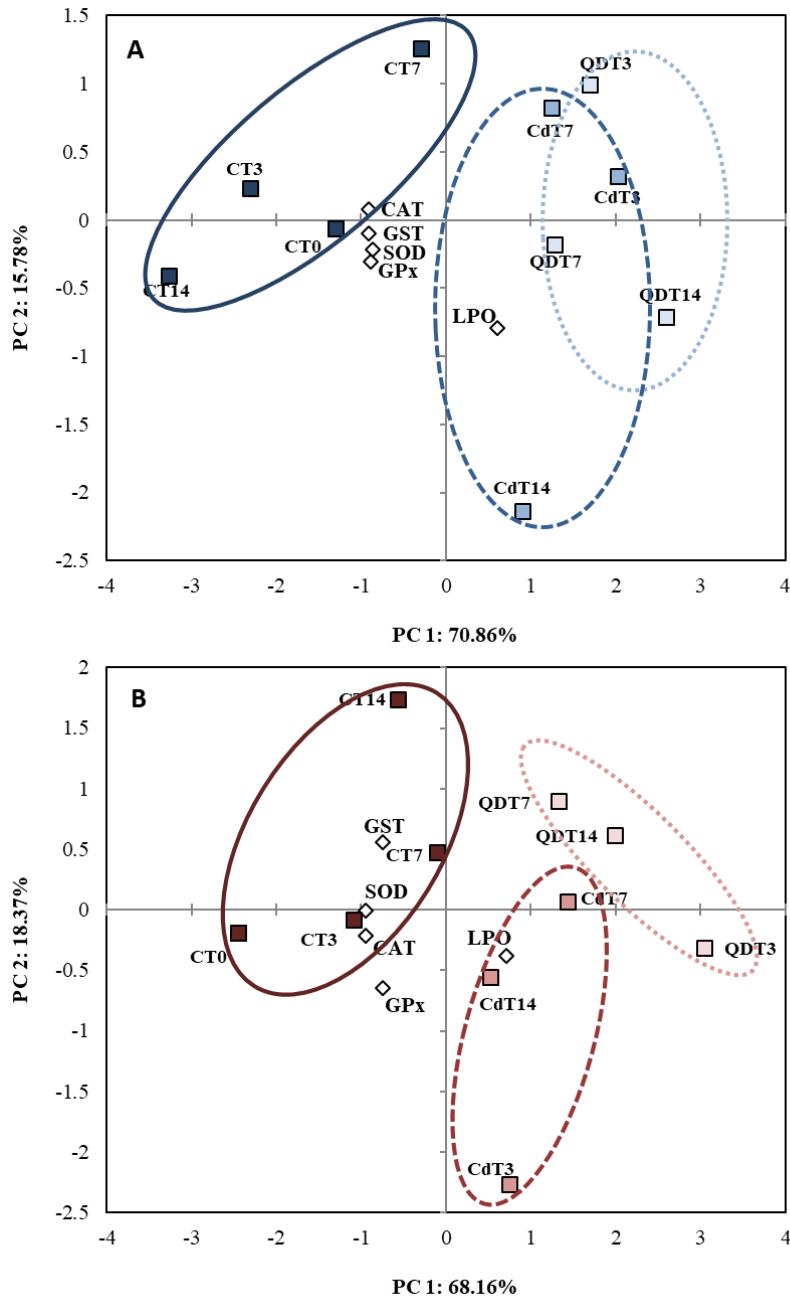 A
1.5
1
0.5
0
-0.5
-1
-1.5
-2
-2.5
PC 2: 15.78%
CT7
QDT3
CdT7
CT3
CdT3
CAT
CT0
GST
SOD
QDT7
GPx
CT14
QDT14
LPO
CdT14
-4 -3 -2 -1 0 1 2 3 4
PC 1: 70.86%
B
2
1.5
1
0.5
0
-0.5
-1
-1.5
-2
-2.5
PC 2: 18.37%
CT14
QDT7
GST
QDT14
CT7
SOD
CdT7
CT3
LPO
CAT
QDT3
CT0
CdT14
GPx
CdT3
-4 -3 -2 -1 0 1 2 3 4
PC 1: 68.16%